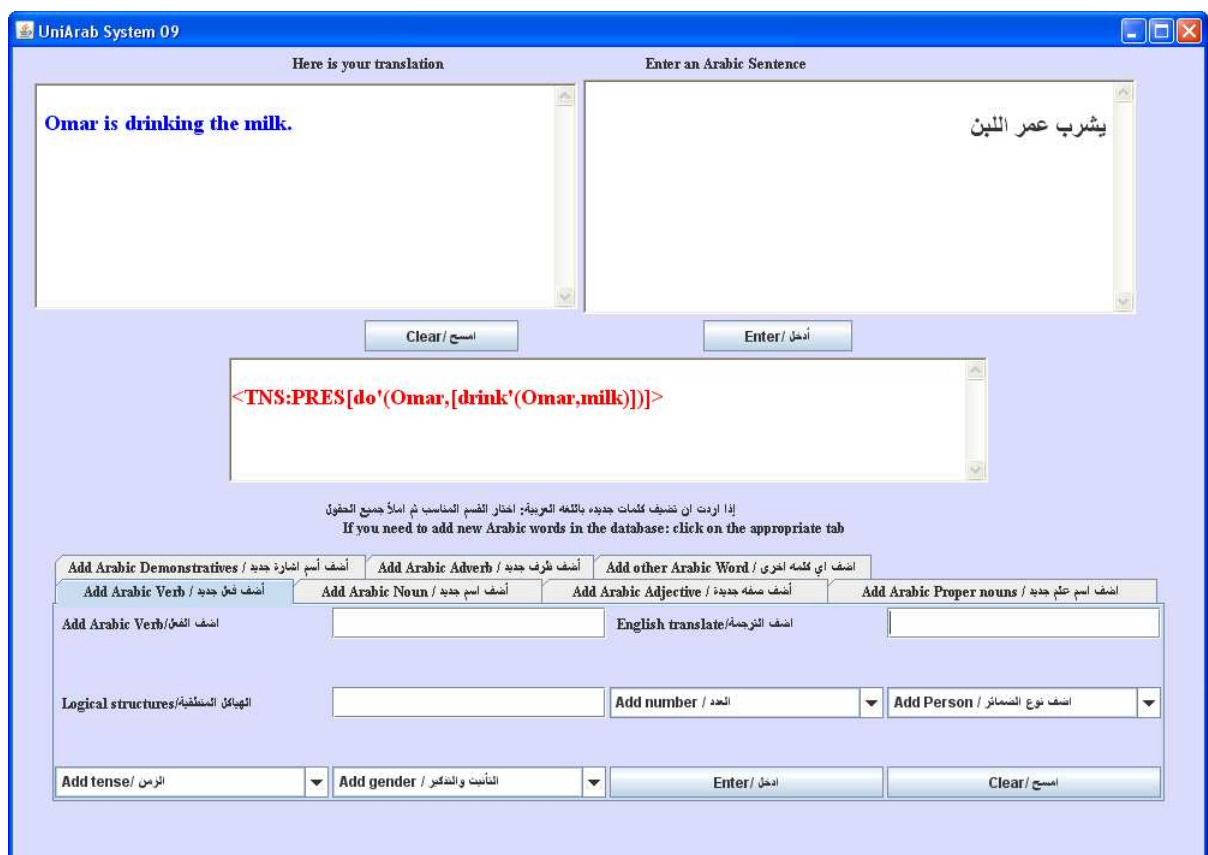 UniArab System 09
Here is your translation
Enter an Arabic Sentence
Omar is drinking the milk.
يشرب عمر اللبن
Clear/ امسح
Enter/ أدخل
<TNS:PRES[do'(Omar,[drink'(Omar,milk)])]>
إذا اردت ان تضيف كلمات جديده باللغه العربية: اختار القسم المناسب ثم املأ جميع الحقول
If you need to add new Arabic words in the database: click on the appropriate tab
Add Arabic Demonstratives / أضف أسم اشارة جديد
Add Arabic Adverb / أضف ظرف جديد
Add other Arabic Word / اضف اي كلمه اخرى
Add Arabic Verb / أضف فعل جديد
Add Arabic Noun / أضف اسم جديد
Add Arabic Adjective / أضف صفه جديدة
Add Arabic Proper nouns / اضف اسم علم جديد
Add Arabic Verb/اضف الفعل
English translate/اضف الترجمة
Logical structures/الهياكل المنطقية
Add number / العدد
Add Person / اضف نوع الضمائر
Add tense/ الزمن
Add gender / التأنيث والتذكير
Enter/ ادخل
Clear/ امسح